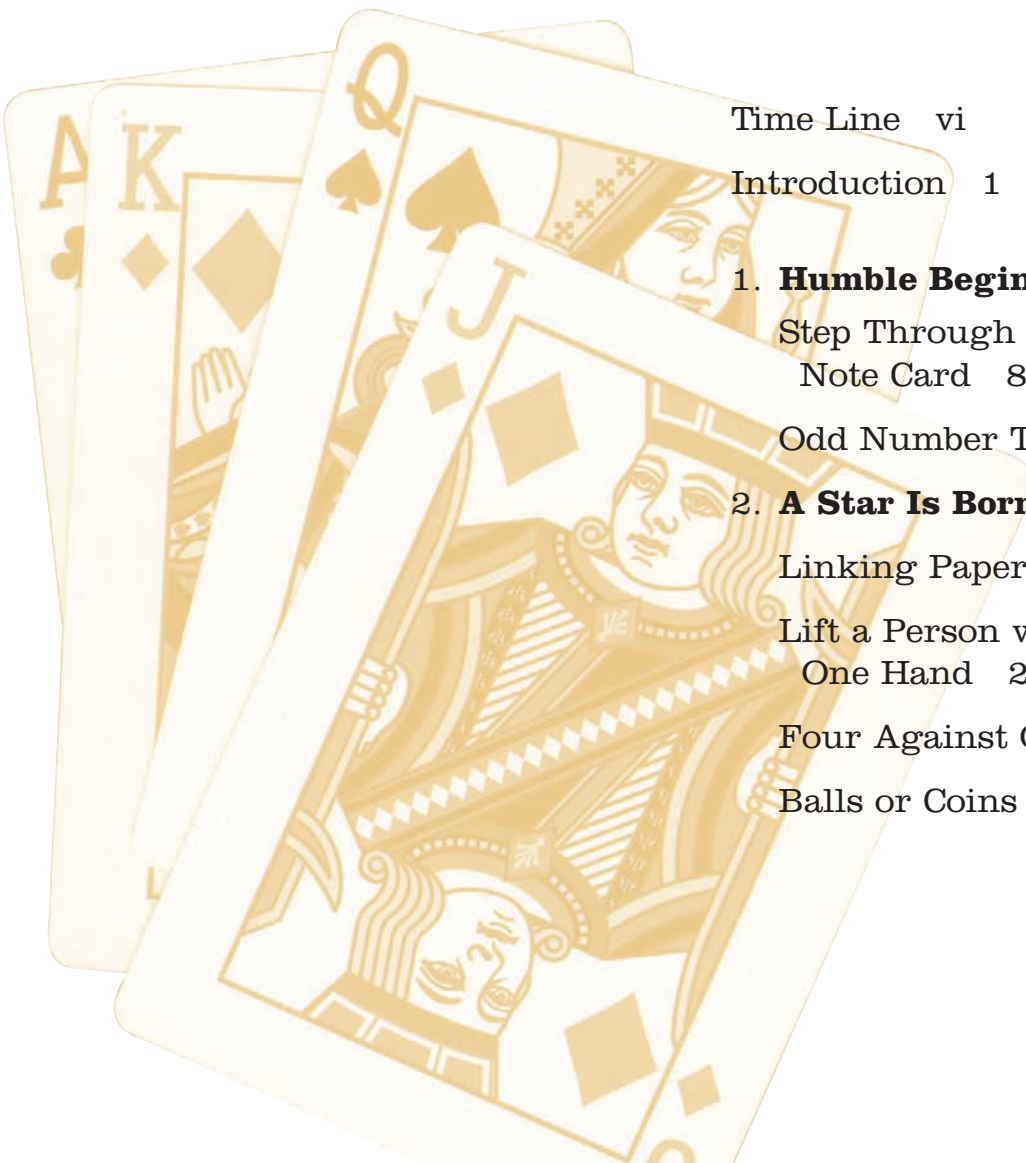 A
K
Q
J
Time Line vi
Introduction 1
1. Humble Begin
Step Through
Note Card 8
Odd Number T
2. A Star Is Born
Linking Paper
Lift a Person
One Hand 2
Four Against
Balls or Coins